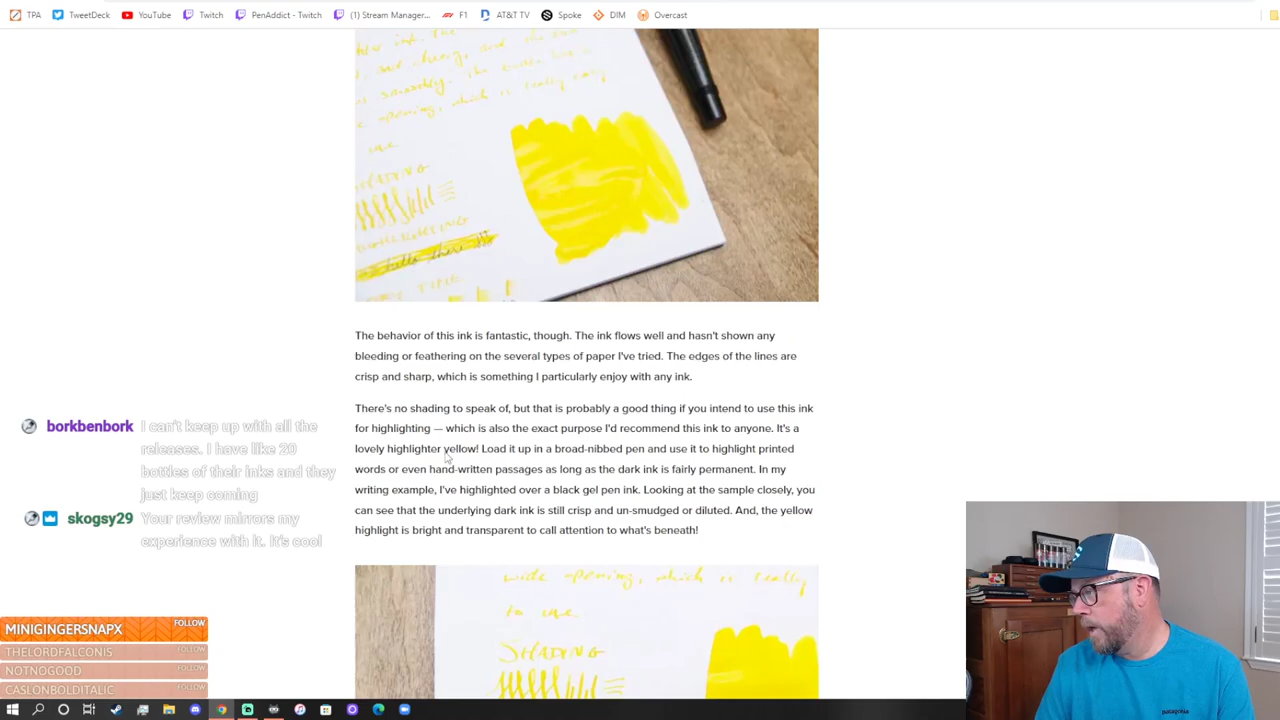 TPA
TweetDeck
YouTube
Twitch
PenAddict - Twitch
(1) Stream Manager...
F1
AT&T TV
Spoke
DIM
Overcast
SHADING
The behavior of this ink is fantastic, though. The ink flows well and hasn't shown any
bleeding or feathering on the several types of paper I've tried. The edges of the lines are
crisp and sharp, which is something I particularly enjoy with any ink.
There's no shading to speak of, but that is probably a good thing if you intend to use this ink
for highlighting — which is also the exact purpose I'd recommend this ink to anyone. It's a
lovely highlighter yellow! Load it up in a broad-nibbed pen and use it to highlight printed
words or even hand-written passages as long as the dark ink is fairly permanent. In my
writing example, I've highlighted over a black gel pen ink. Looking at the sample closely, you
can see that the underlying dark ink is still crisp and un-smudged or diluted. And, the yellow
highlight is bright and transparent to call attention to what's beneath!
borkbenbork I can't keep up with all the
releases. I have like 20
bottles of their inks and they
just keep coming
skogsy29 Your review mirrors my
experience with it. It's cool
wide opening, which is really
to use.
SHADING
MINIGINGERSNAPX FOLLOW
THELORDFALCONIS FOLLOW
NOTNOGOOD FOLLOW
CASLONBOLDITALIC FOLLOW
patagonia